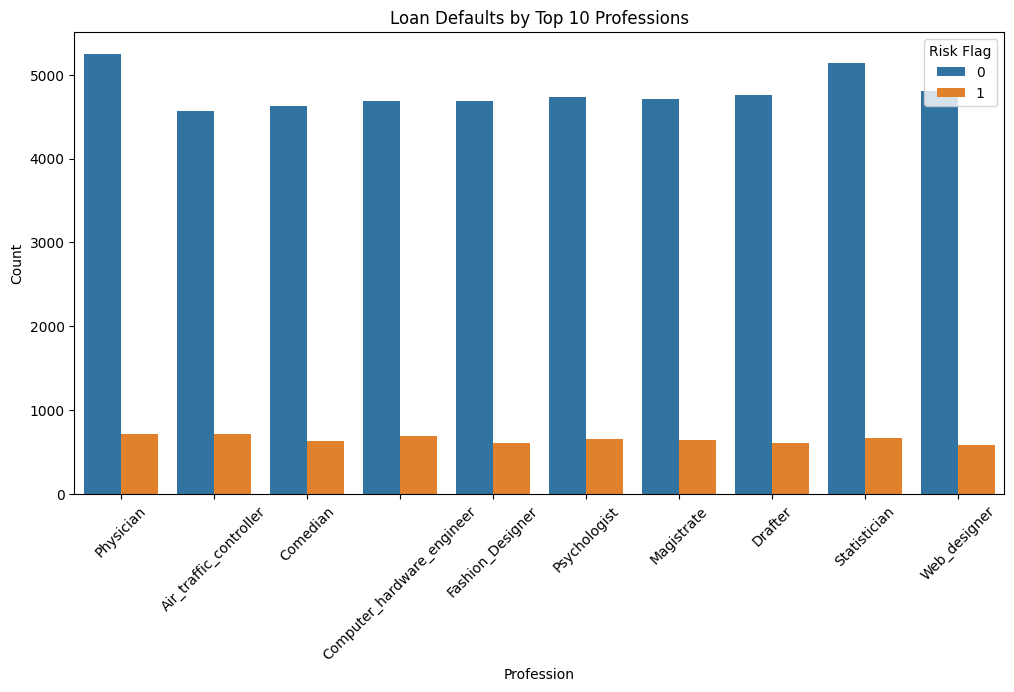 Loan Defaults by Top 10 Professions
Risk Flag
0
1
Count
5000
4000
3000
2000
1000
0
Physician
Air_traffic_controller
Comedian
Computer_hardware_engineer
Fashion_Designer
Psychologist
Magistrate
Drafter
Statistician
Web_designer
Profession